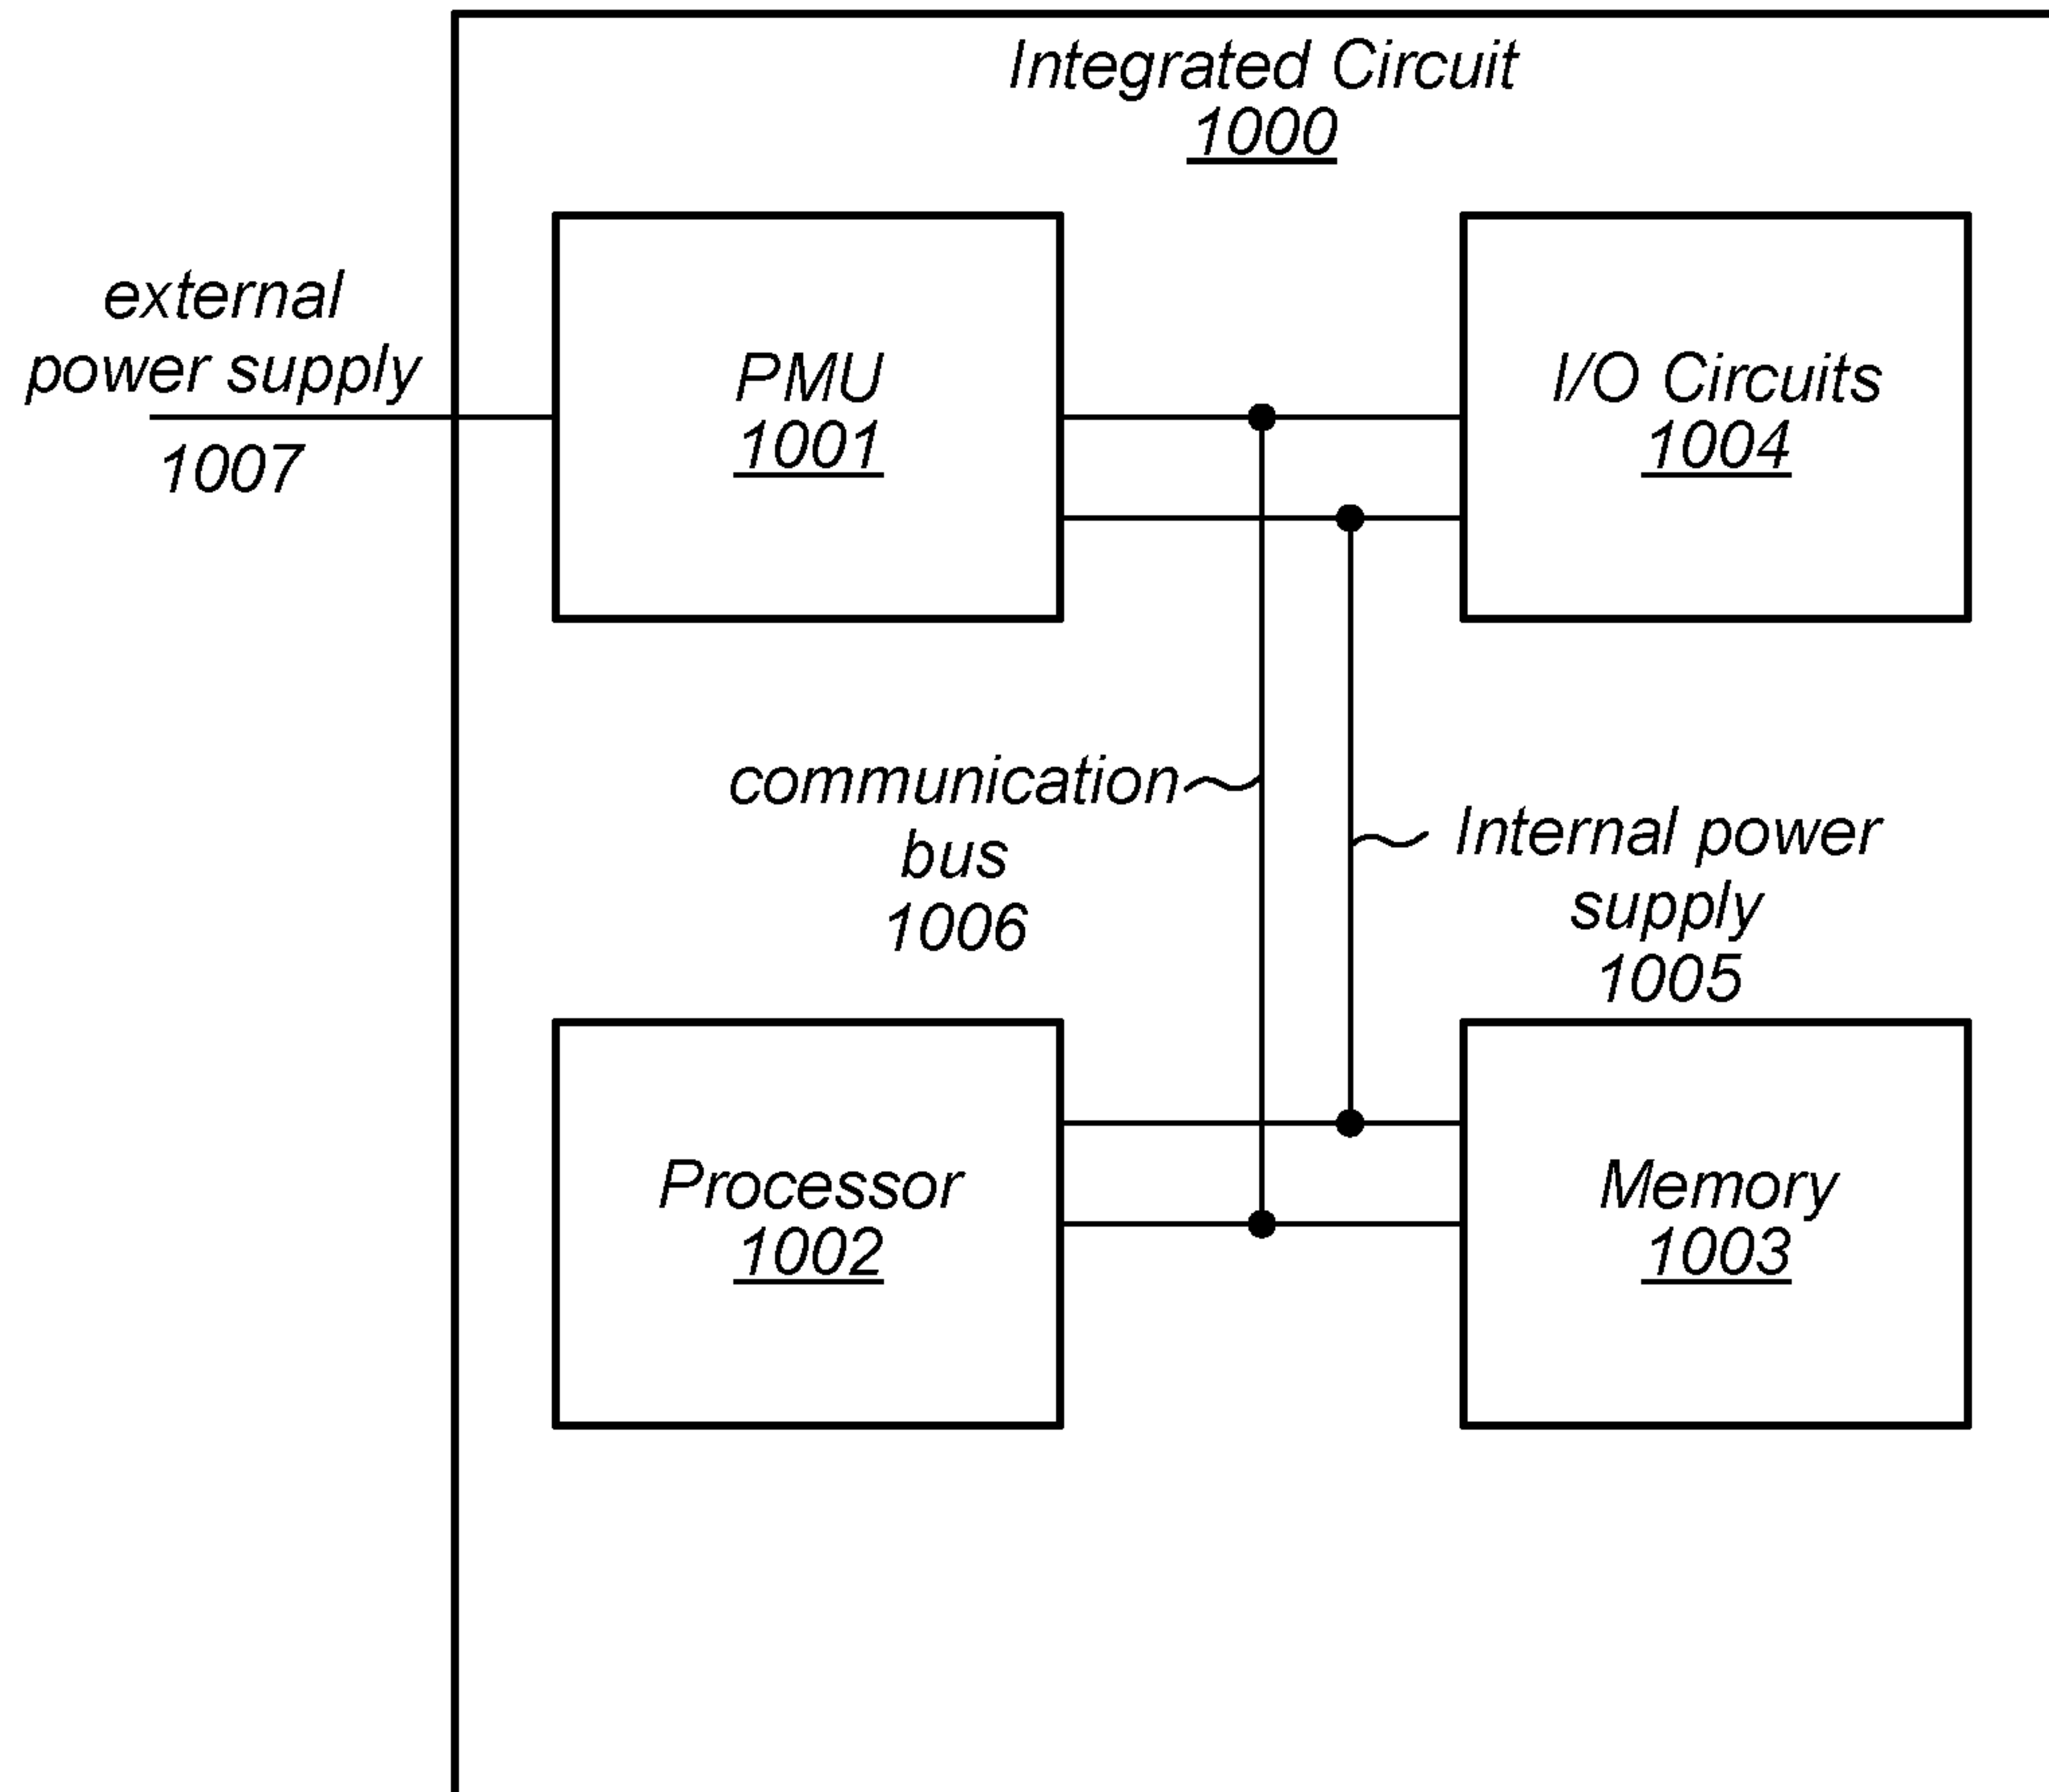 Integrated Circuit
1000
external
power supply
1007
PMU
1001
I/O Circuits
1004
communication
bus
1006
Internal power
supply
1005
Processor
1002
Memory
1003